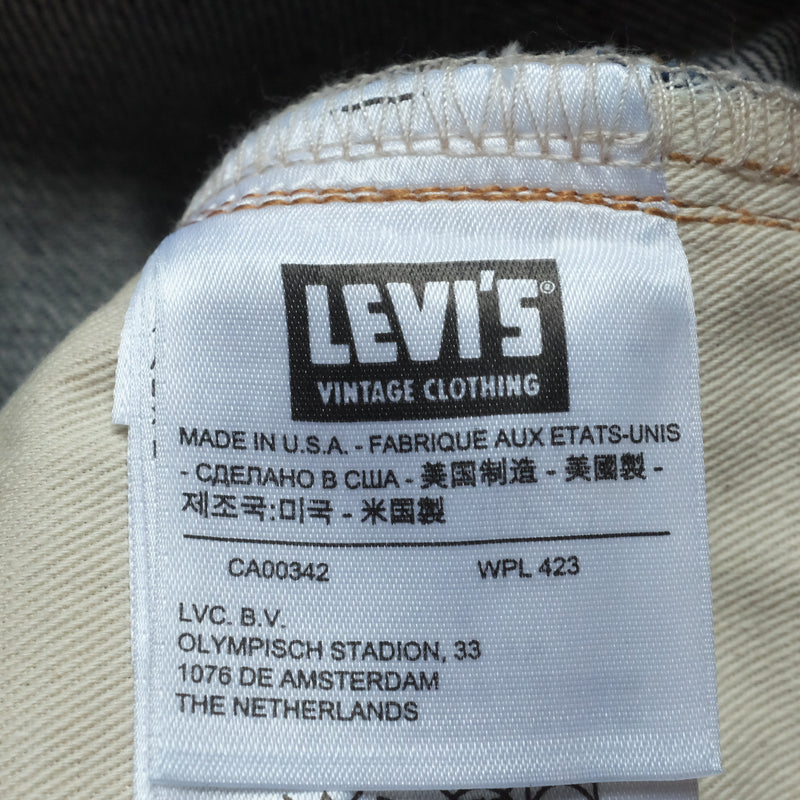 LEVI'S®
VINTAGE CLOTHING
MADE IN U.S.A. - FABRIQUE AUX ETATS-UNIS
- СДЕЛАНО В США - 美国制造 - 美國製 -
제조국:미국 - 米国製
CA00342 WPL 423
LVC. B.V.
OLYMPISCH STADION, 33
1076 DE AMSTERDAM
THE NETHERLANDS